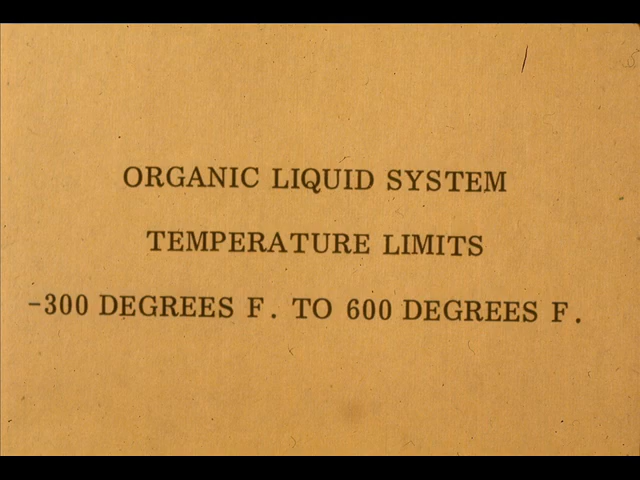 ORGANIC LIQUID SYSTEM
TEMPERATURE LIMITS
-300 DEGREES F. TO 600 DEGREES F.